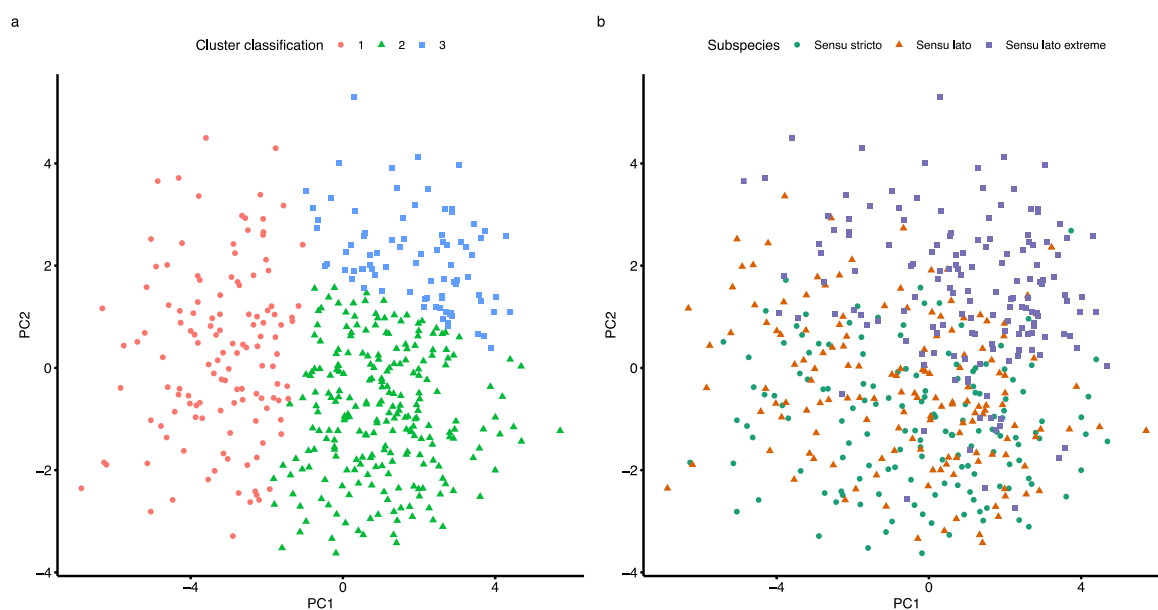 a
Cluster classification 1 2 3
PC2
4
2
0
−2
−4
−4 0 4
PC1
b
Subspecies Sensu stricto Sensu lato Sensu lato extreme
PC2
4
2
0
−2
−4
−4 0 4
PC1